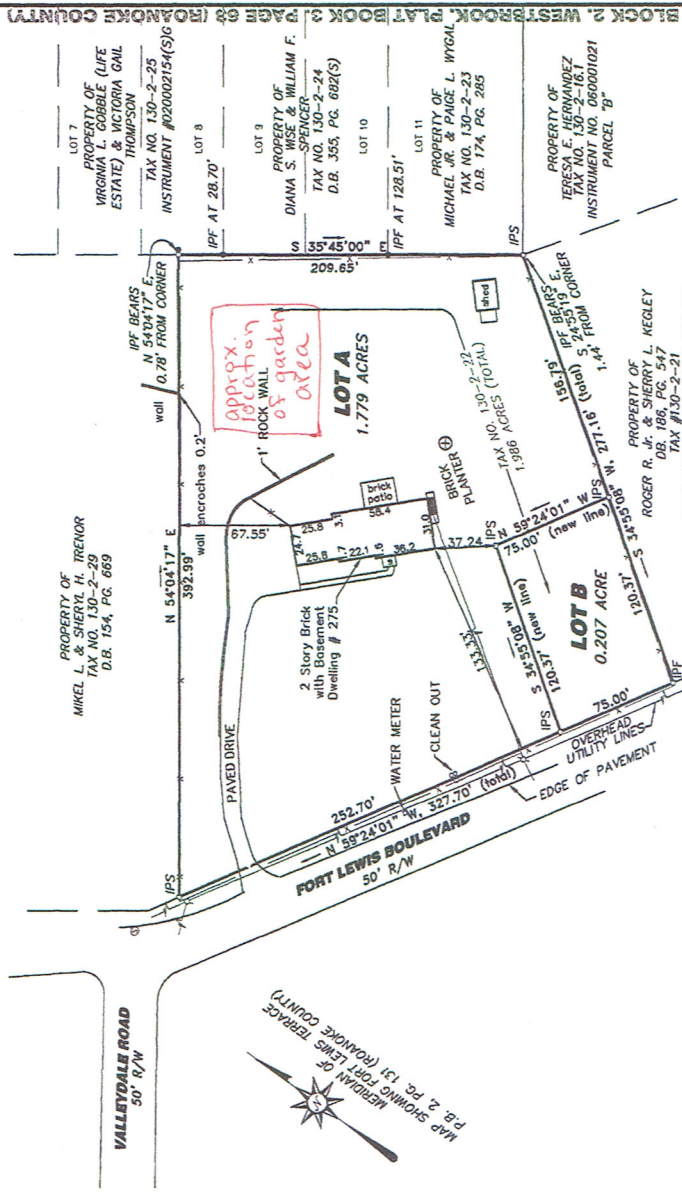 BLOCK 2, WESTBROOK, PLAT BOOK 3, PAGE 68 (ROANOKE COUNTY)
LOT 7
PROPERTY OF
VIRGINIA L. GOBBLE (LIFE
ESTATE) & VICTORIA GAIL
THOMPSON
TAX NO. 130-2-25
INSTRUMENT #020002154(S)G
LOT 8
IPF AT 28.70'
LOT 9
PROPERTY OF
DIANA S. WISE & WILLIAM F.
SPENCER
TAX NO. 130-2-24
D.B. 355, PG. 682(S)
LOT 10
IPF AT 128.51'
LOT 11
PROPERTY OF
MICHAEL JR. & PAIGE L. WYGAL
TAX NO. 130-2-23
D.B. 174, PG. 285
PROPERTY OF
TERESA E. HERNANDEZ
TAX NO. 130-2-16.1
INSTRUMENT NO. 060001021
PARCEL "B"
IPF BEARS
N 54°04'17" E,
0.78' FROM CORNER
S 35°45'00" E
209.65'
IPS
wall
wall encroches 0.2'
approx.
location
of garden
area
1' ROCK WALL
LOT A
1.779 ACRES
shed
TAX NO. 130-2-22
1.986 ACRES (TOTAL)
IPF BEARS
S 24°55'19" E,
1.44' FROM CORNER
156.79'
S 34°55'08" W, 277.16' (total)
PROPERTY OF
ROGER R. Jr. & SHERRY L. KEGLEY
DB. 186, PG. 547
TAX #130-2-21
PROPERTY OF
MIKEL L. & SHERYL H. TRENOR
TAX NO. 130-2-29
D.B. 154, PG. 669
N 54°04'17" E
392.99'
67.55'
brick
patio
BRICK
PLANTER
25.8
3.
58.4
31.0
24.7
25.8
22.1
36.2
37.24
IPS
N 59°24'01" W
75.00' (new line)
IPS
2 Story Brick
with Basement
Dwelling # 275
133.33'
S 34°55'08" W
120.37' (new line)
LOT B
0.207 ACRE
120.37'
PAVED DRIVE
WATER METER
CLEAN OUT
IPS
75.00'
IPF
OVERHEAD
UTILITY LINES
EDGE OF PAVEMENT
252.70'
N 59°24'01" W, 327.70' (total)
IPS
FORT LEWIS BOULEVARD
50' R/W
VALLEYDALE ROAD
50' R/W
MERIDIAN OF
MAP SHOWING FORT LEWIS TERRACE
P.B. 2, PG. 131 (ROANOKE COUNTY)